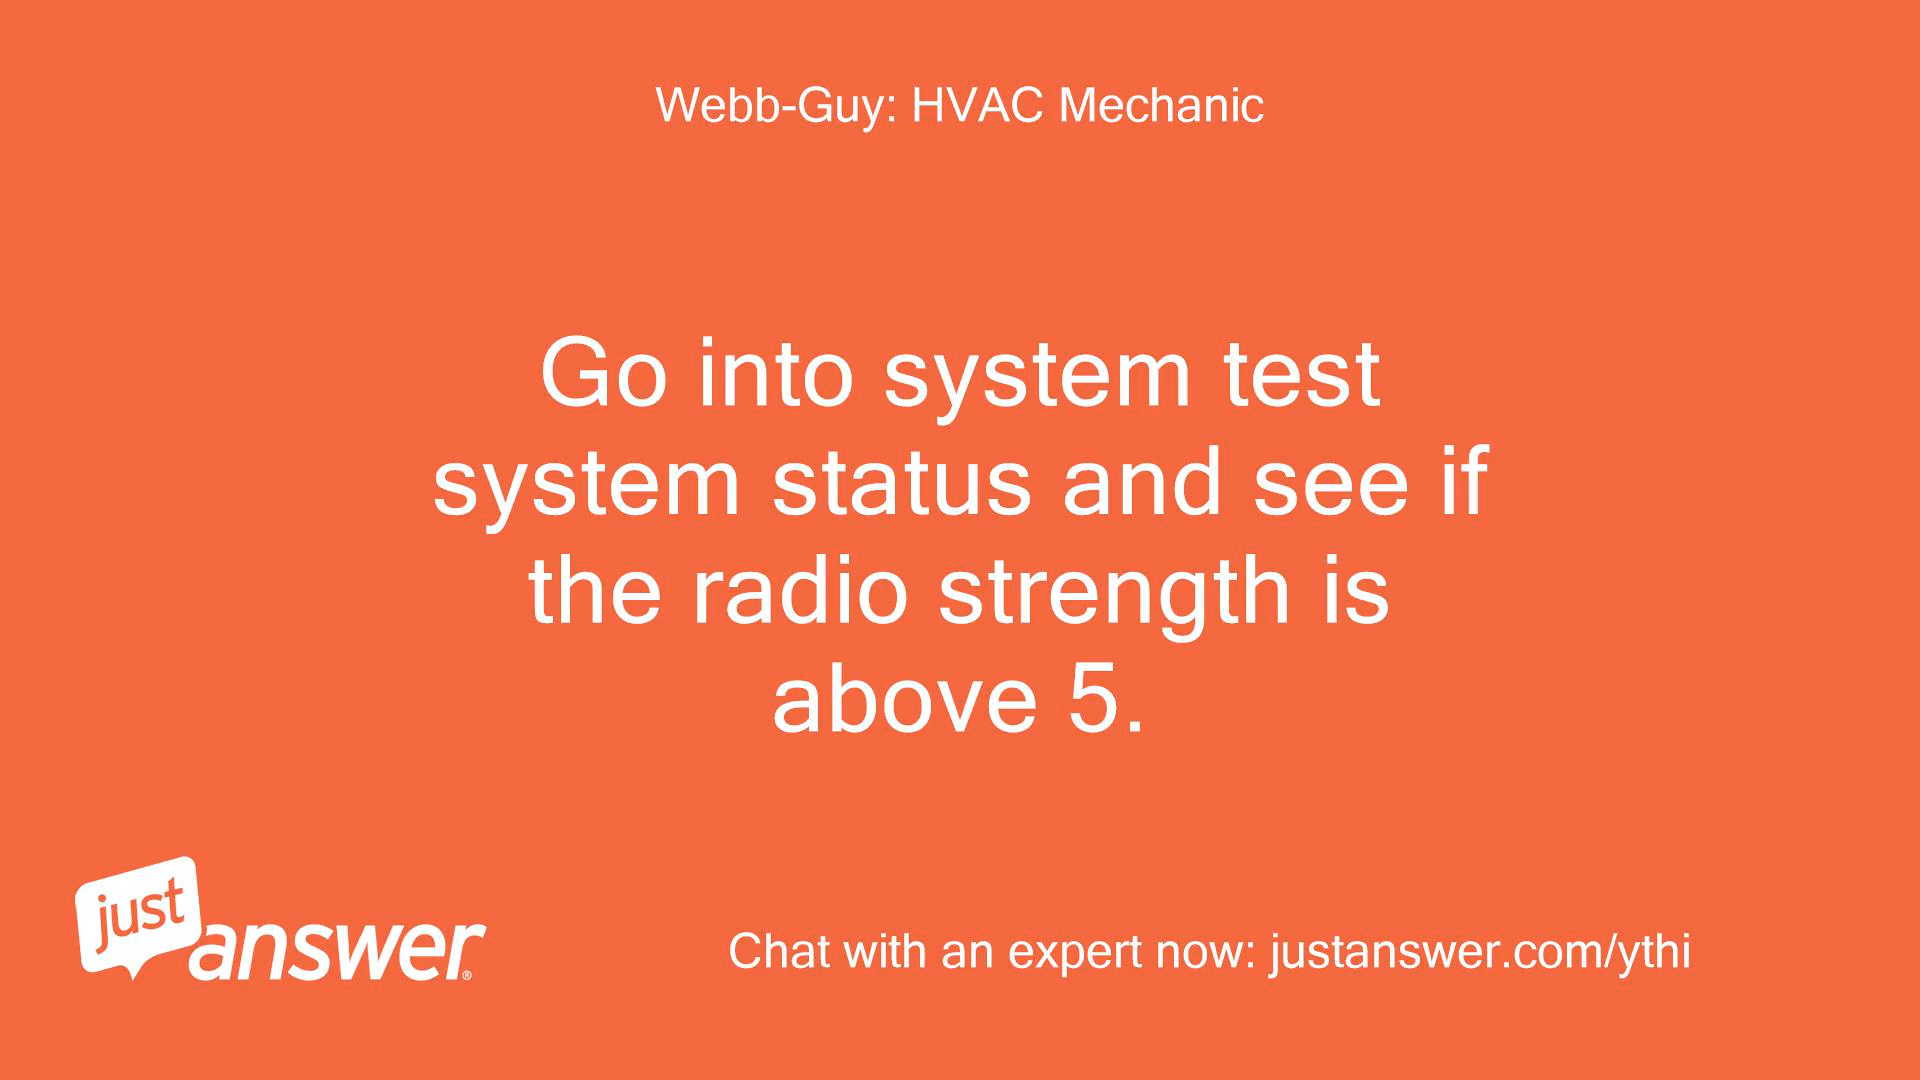 Webb-Guy: HVAC Mechanic
Go into system test
system status and see if
the radio strength is
above 5.
just
answer®
Chat with an expert now: justanswer.com/ythi